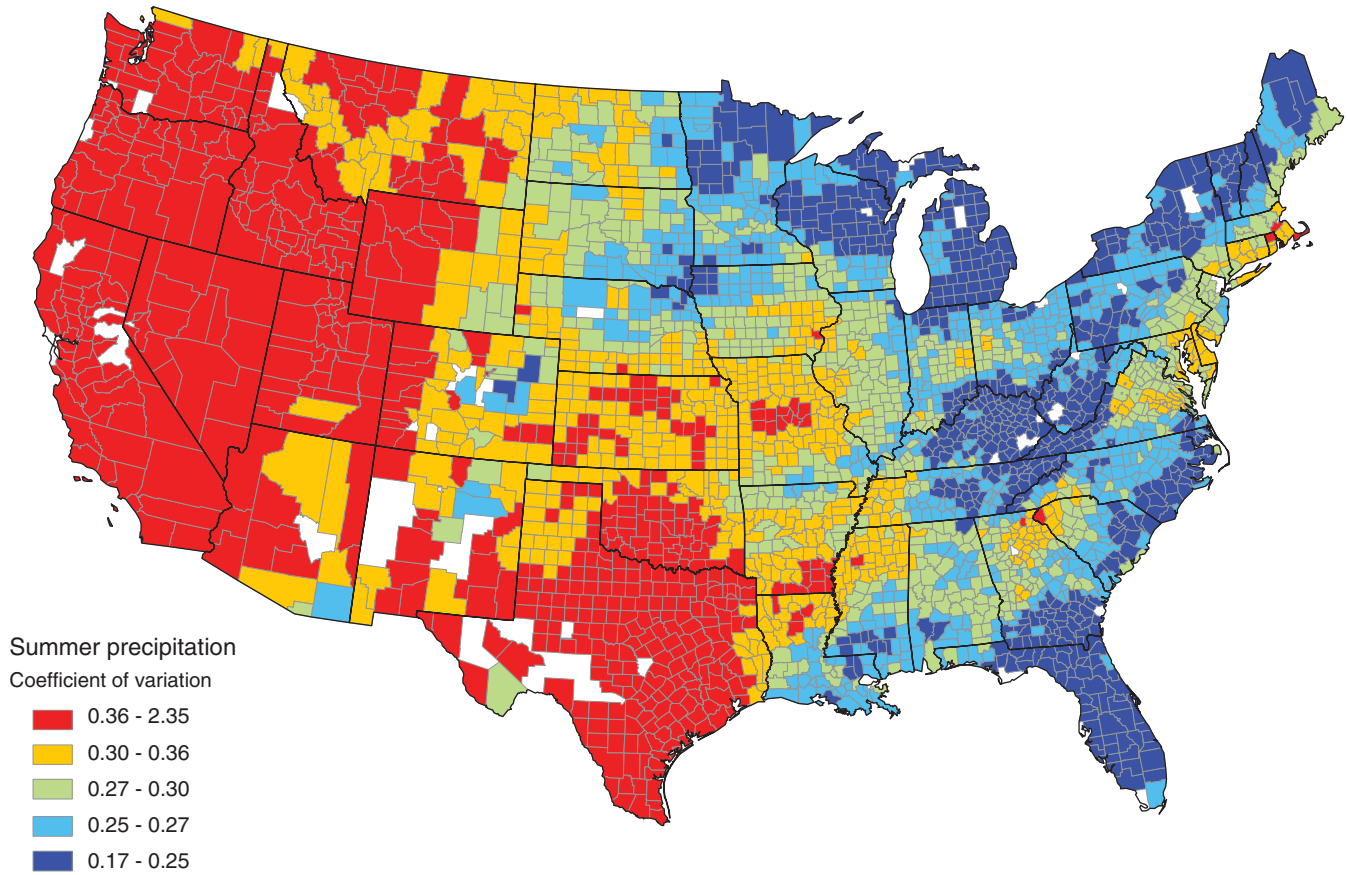 Summer precipitation
Coefficient of variation
0.36 - 2.35
0.30 - 0.36
0.27 - 0.30
0.25 - 0.27
0.17 - 0.25